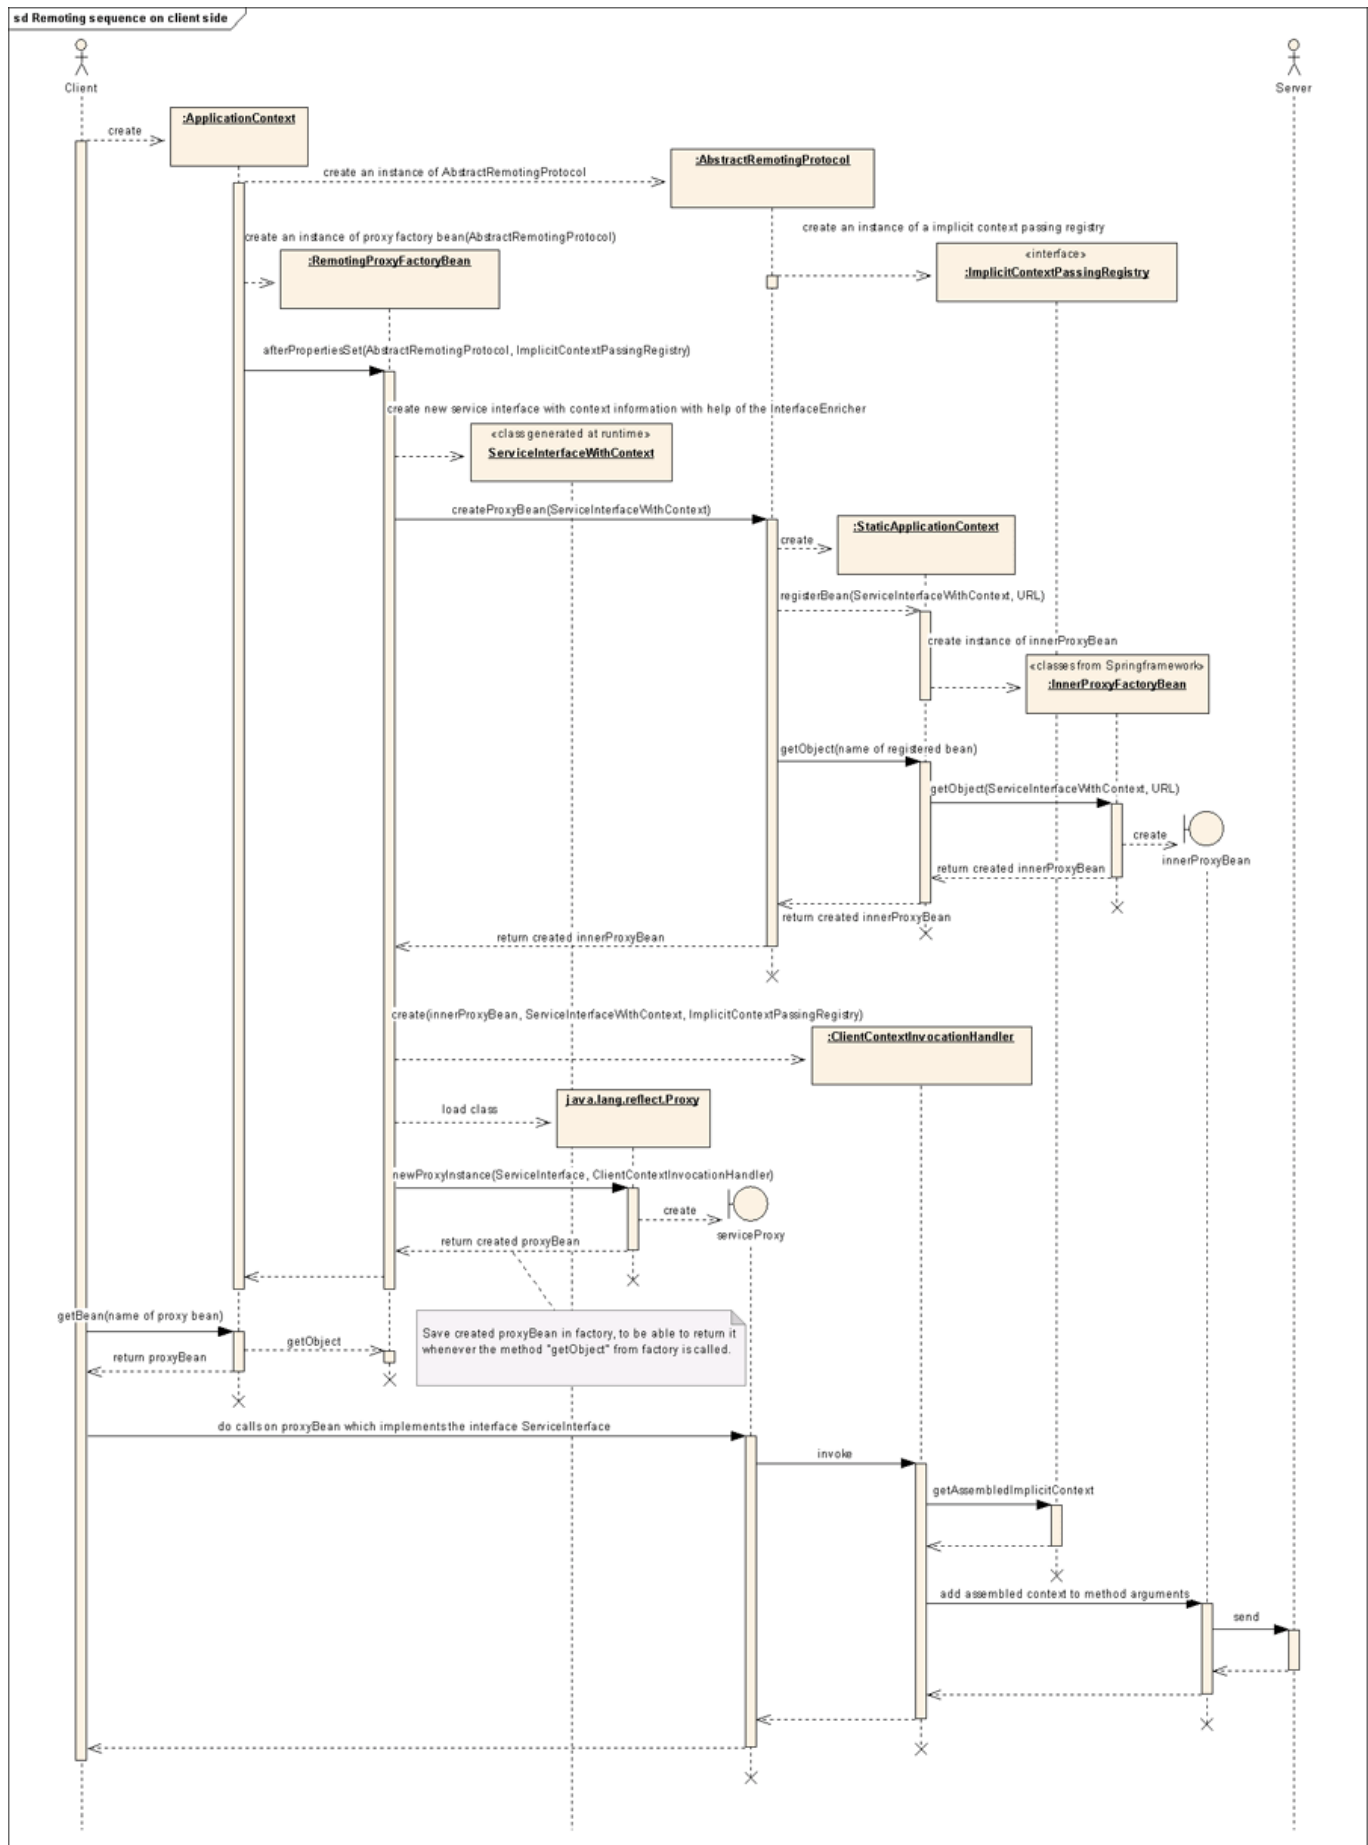 sd Remoting sequence on client side
Client
Server
:ApplicationContext
create
:AbstractRemotingProtocol
create an instance of AbstractRemotingProtocol
create an instance of a implicit context passing registry
create an instance of proxy factory bean(AbstractRemotingProtocol)
«interface»
:RemotingProxyFactoryBean
:ImplicitContextPassingRegistry
afterPropertiesSet(AbstractRemotingProtocol, ImplicitContextPassingRegistry)
create new service interface with context information with help of the InterfaceEnricher
«class generated at runtime»
ServiceInterfaceWithContext
createProxyBean(ServiceInterfaceWithContext)
:StaticApplicationContext
create
registerBean(ServiceInterfaceWithContext, URL)
create instance of innerProxyBean
«classes from Springframework»
:InnerProxyFactoryBean
getObject(name of registered bean)
getObject(ServiceInterfaceWithContext, URL)
create
innerProxyBean
return created innerProxyBean
return created innerProxyBean
return created innerProxyBean
create(innerProxyBean, ServiceInterfaceWithContext, ImplicitContextPassingRegistry)
:ClientContextInvocationHandler
java.lang.reflect.Proxy
load class
newProxyInstance(ServiceInterface, ClientContextInvocationHandler)
create
serviceProxy
return created proxyBean
getBean(name of proxy bean)
getObject
return proxyBean
Save created proxyBean in factory, to be able to return it
whenever the method "getObject" from factory is called.
do calls on proxyBean which implements the interface ServiceInterface
invoke
getAssembledImplicitContext
add assembled context to method arguments
send